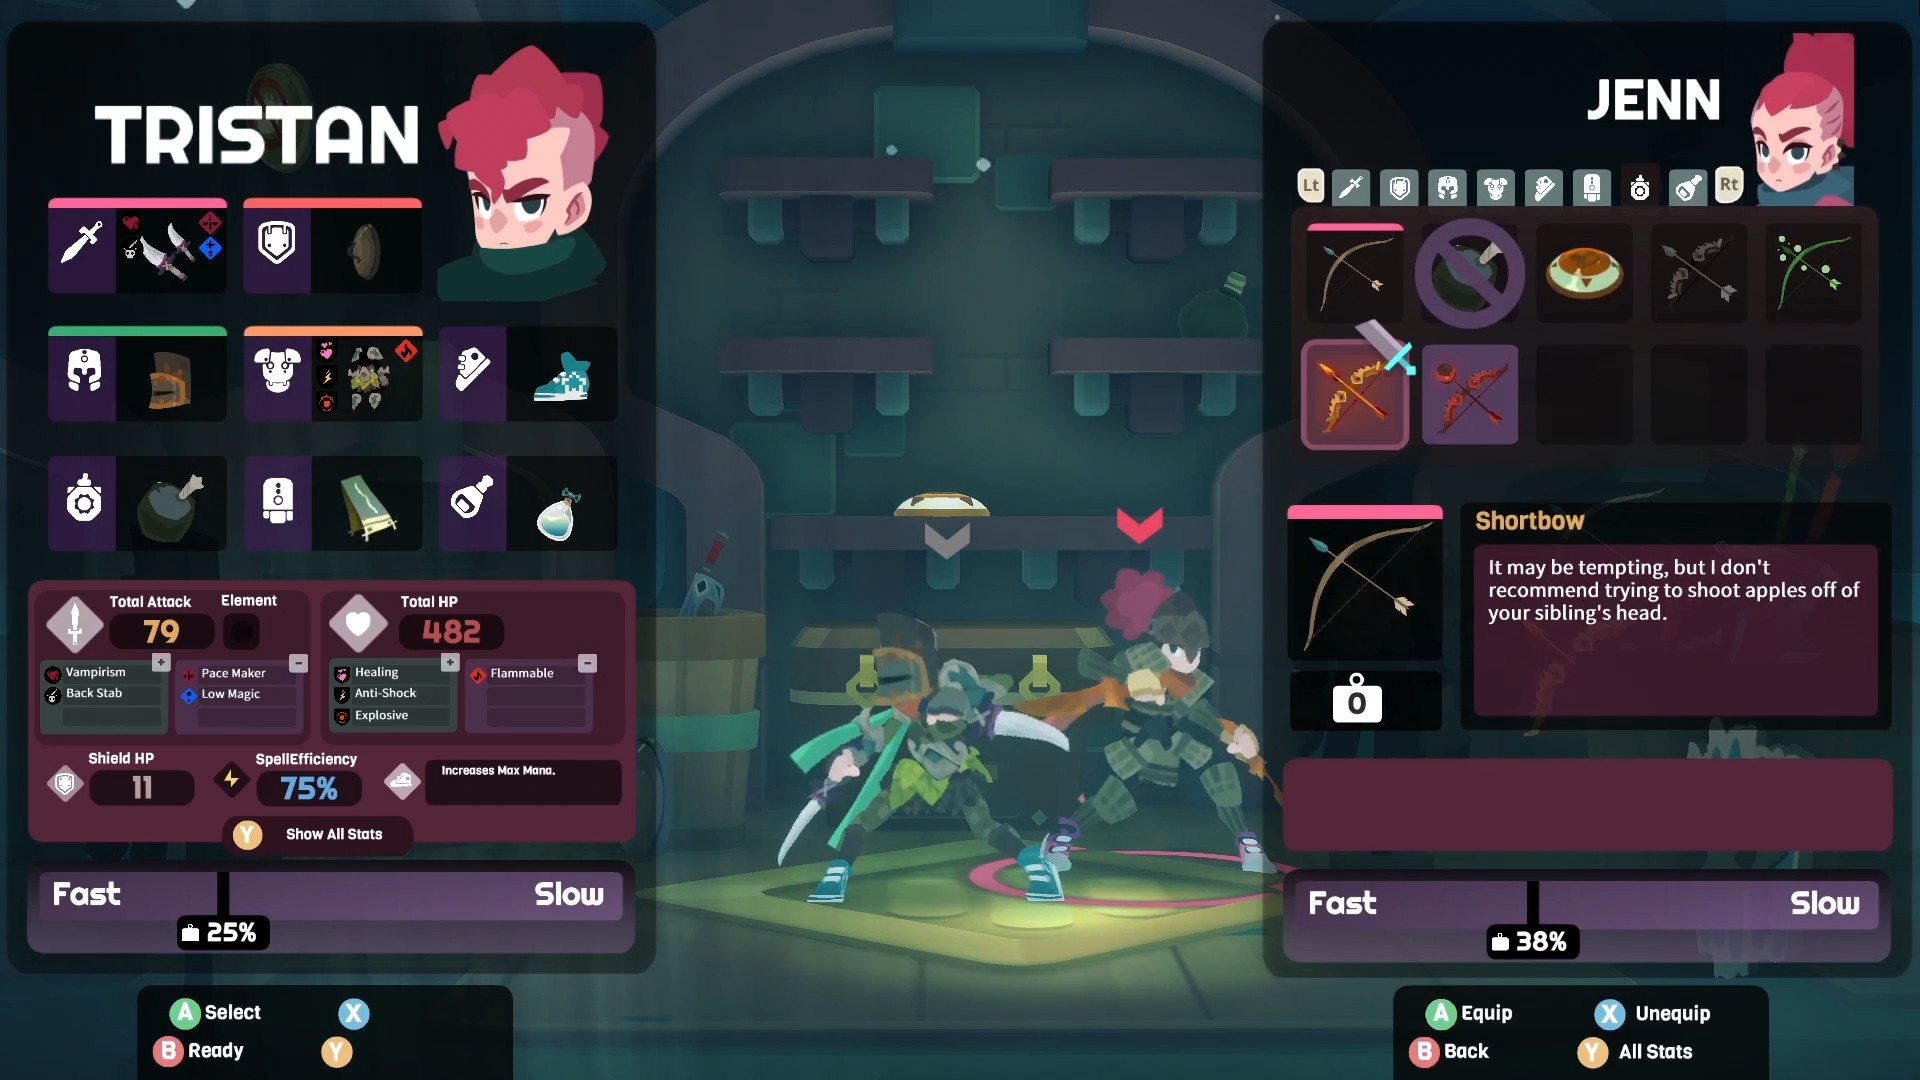 TRISTAN
Total Attack
79
Element
Total HP
482
+
Vampirism
Back Stab
-
Pace Maker
Low Magic
+
Healing
Anti-Shock
Explosive
-
Flammable
Shield HP
11
SpellEfficiency
75%
Increases Max Mana.
Y Show All Stats
Fast
Slow
25%
A Select
X
B Ready
Y
JENN
Lt
Rt
Shortbow
It may be tempting, but I don't
recommend trying to shoot apples off of
your sibling's head.
0
Fast
Slow
38%
A Equip
X Unequip
B Back
Y All Stats